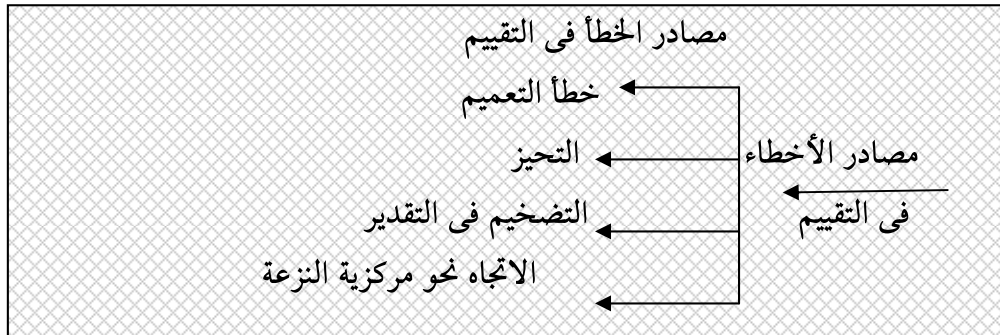 مصادر الخطأ فى التقييم
خطأ التعميم
مصادر الأخطاء
التحيز
فى التقييم
التضخيم فى التقدير
الاتجاه نحو مركزية النزعة